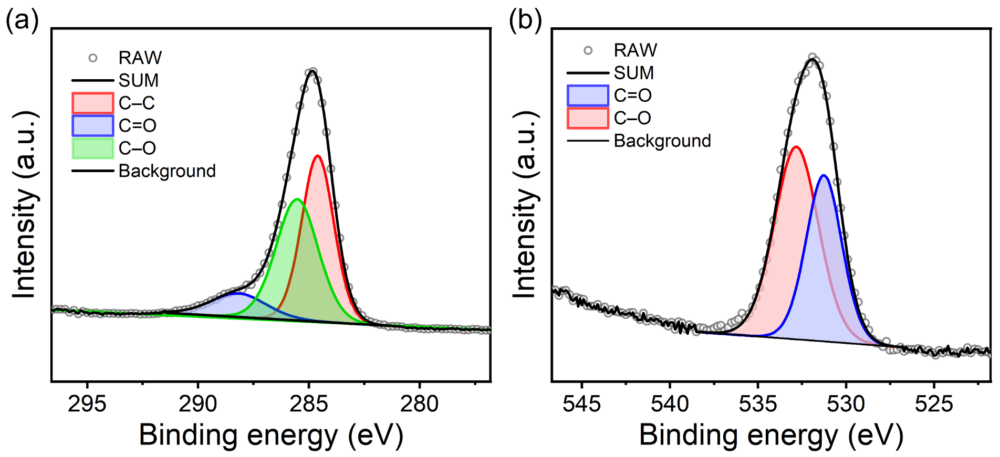 (a)
RAW
SUM
C–C
C=O
C–O
Background
Intensity (a.u.)
295 290 285 280
Binding energy (eV)
(b)
RAW
SUM
C=O
C–O
Background
Intensity (a.u.)
545 540 535 530 525
Binding energy (eV)